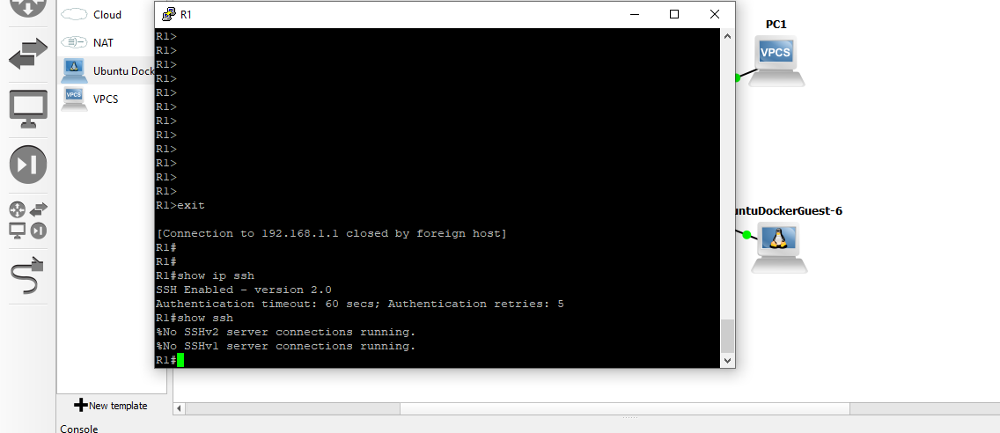 Cloud
NAT
Ubuntu Dock
VPCS
VPCS
New template
Console
R1
R1>
R1>
R1>
R1>
R1>
R1>
R1>
R1>
R1>
R1>
R1>
R1>
R1>exit
[Connection to 192.168.1.1 closed by foreign host]
R1#
R1#
R1#show ip ssh
SSH Enabled - version 2.0
Authentication timeout: 60 secs; Authentication retries: 5
R1#show ssh
%No SSHv2 server connections running.
%No SSHv1 server connections running.
R1#
PC1
VPCS
untuDockerGuest-6